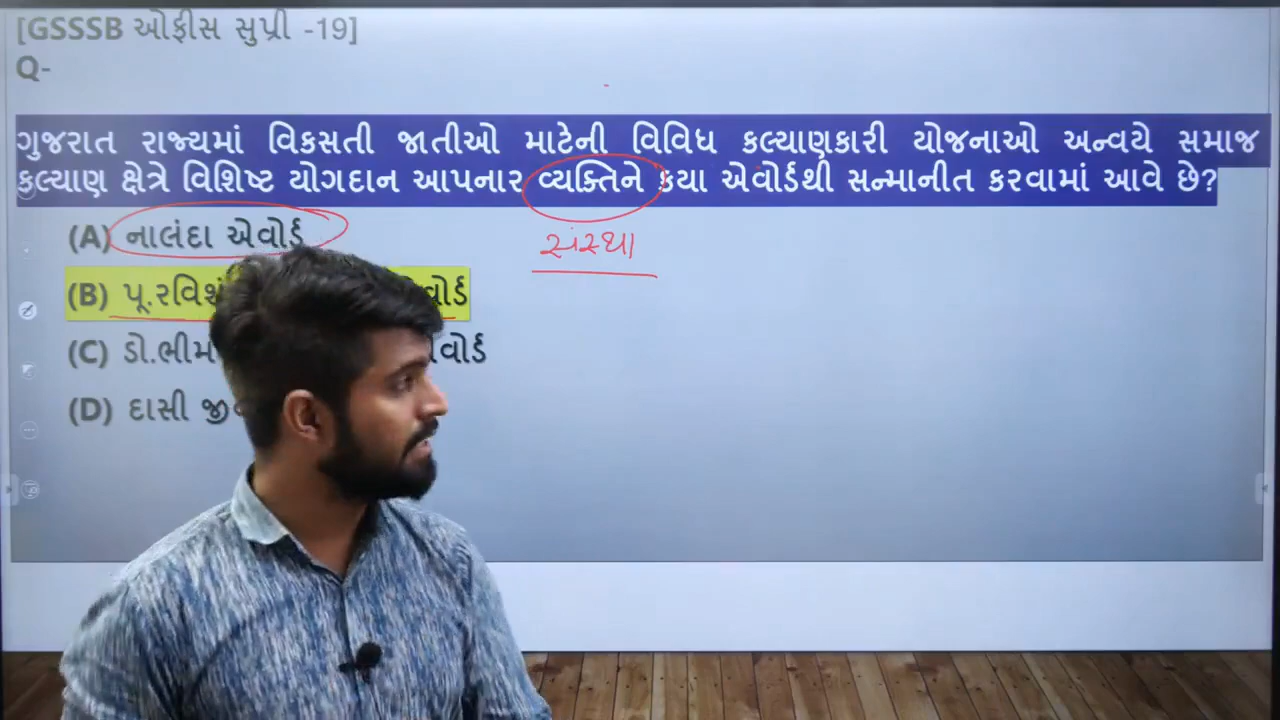 [GSSSB ઓફીસ સુપ્રી -19]
Q-
ગુજરાત રાજ્યમાં વિકસતી જાતીઓ માટેની વિવિધ કલ્યાણકારી યોજનાઓ અન્વયે સમાજ
કલ્યાણ ક્ષેત્રે વિશિષ્ટ યોગદાન આપનાર વ્યક્તિને કયા એવોર્ડથી સન્માનીત કરવામાં આવે છે?
(A) નાલંદા એવોર્ડ
સંસ્થા
(B) પૂ.રવિશં
(C) ડો.ભીમ એવોર્ડ
(D) દાસી